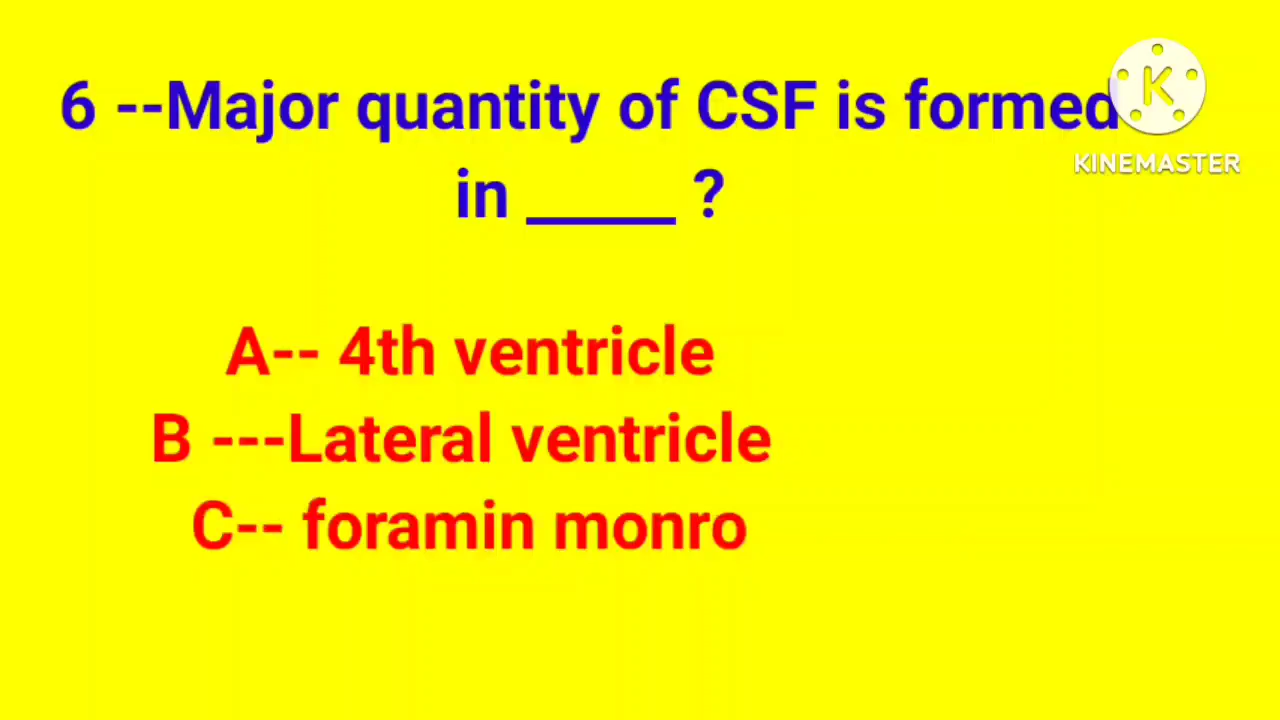 6 --Major quantity of CSF is formed
in _____ ?
A-- 4th ventricle
B ---Lateral ventricle
C-- foramin monro
K
KINEMASTER